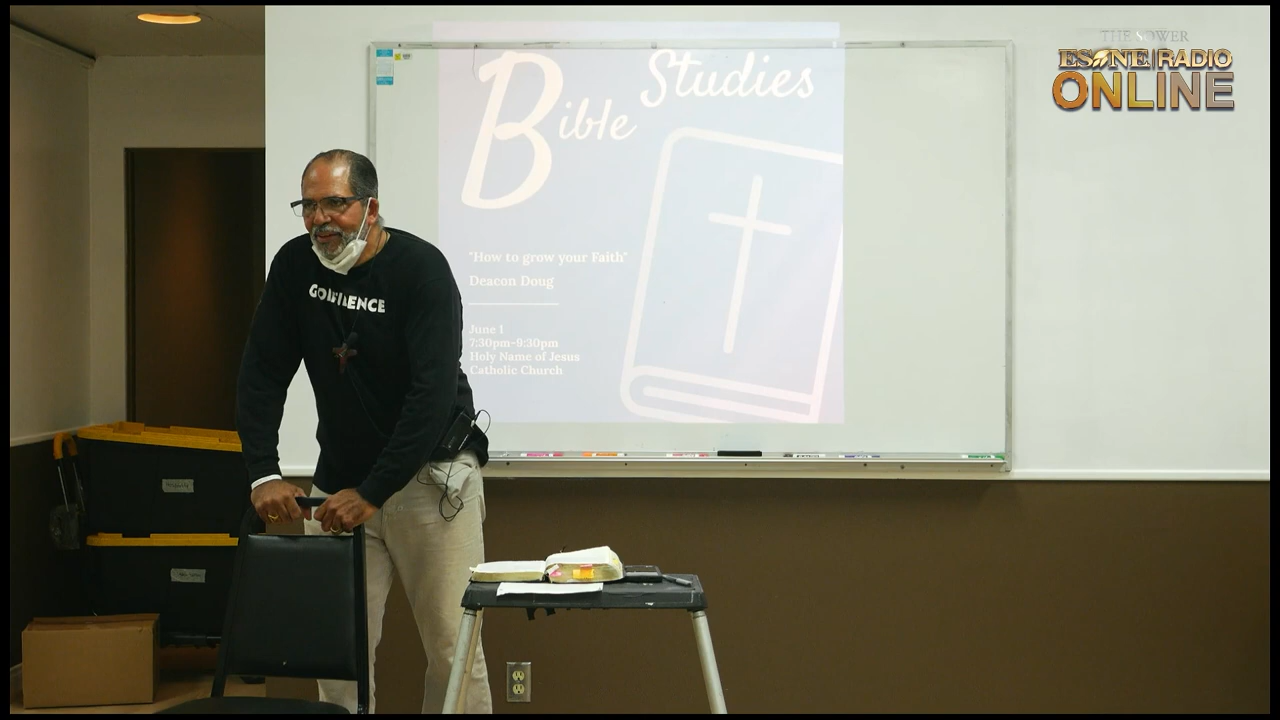 THE SOWER
ESNE RADIO
ONLINE
Bible Studies
"How to grow your Faith"
Deacon Doug
June 1
7:30pm-9:30pm
Holy Name of Jesus
Catholic Church